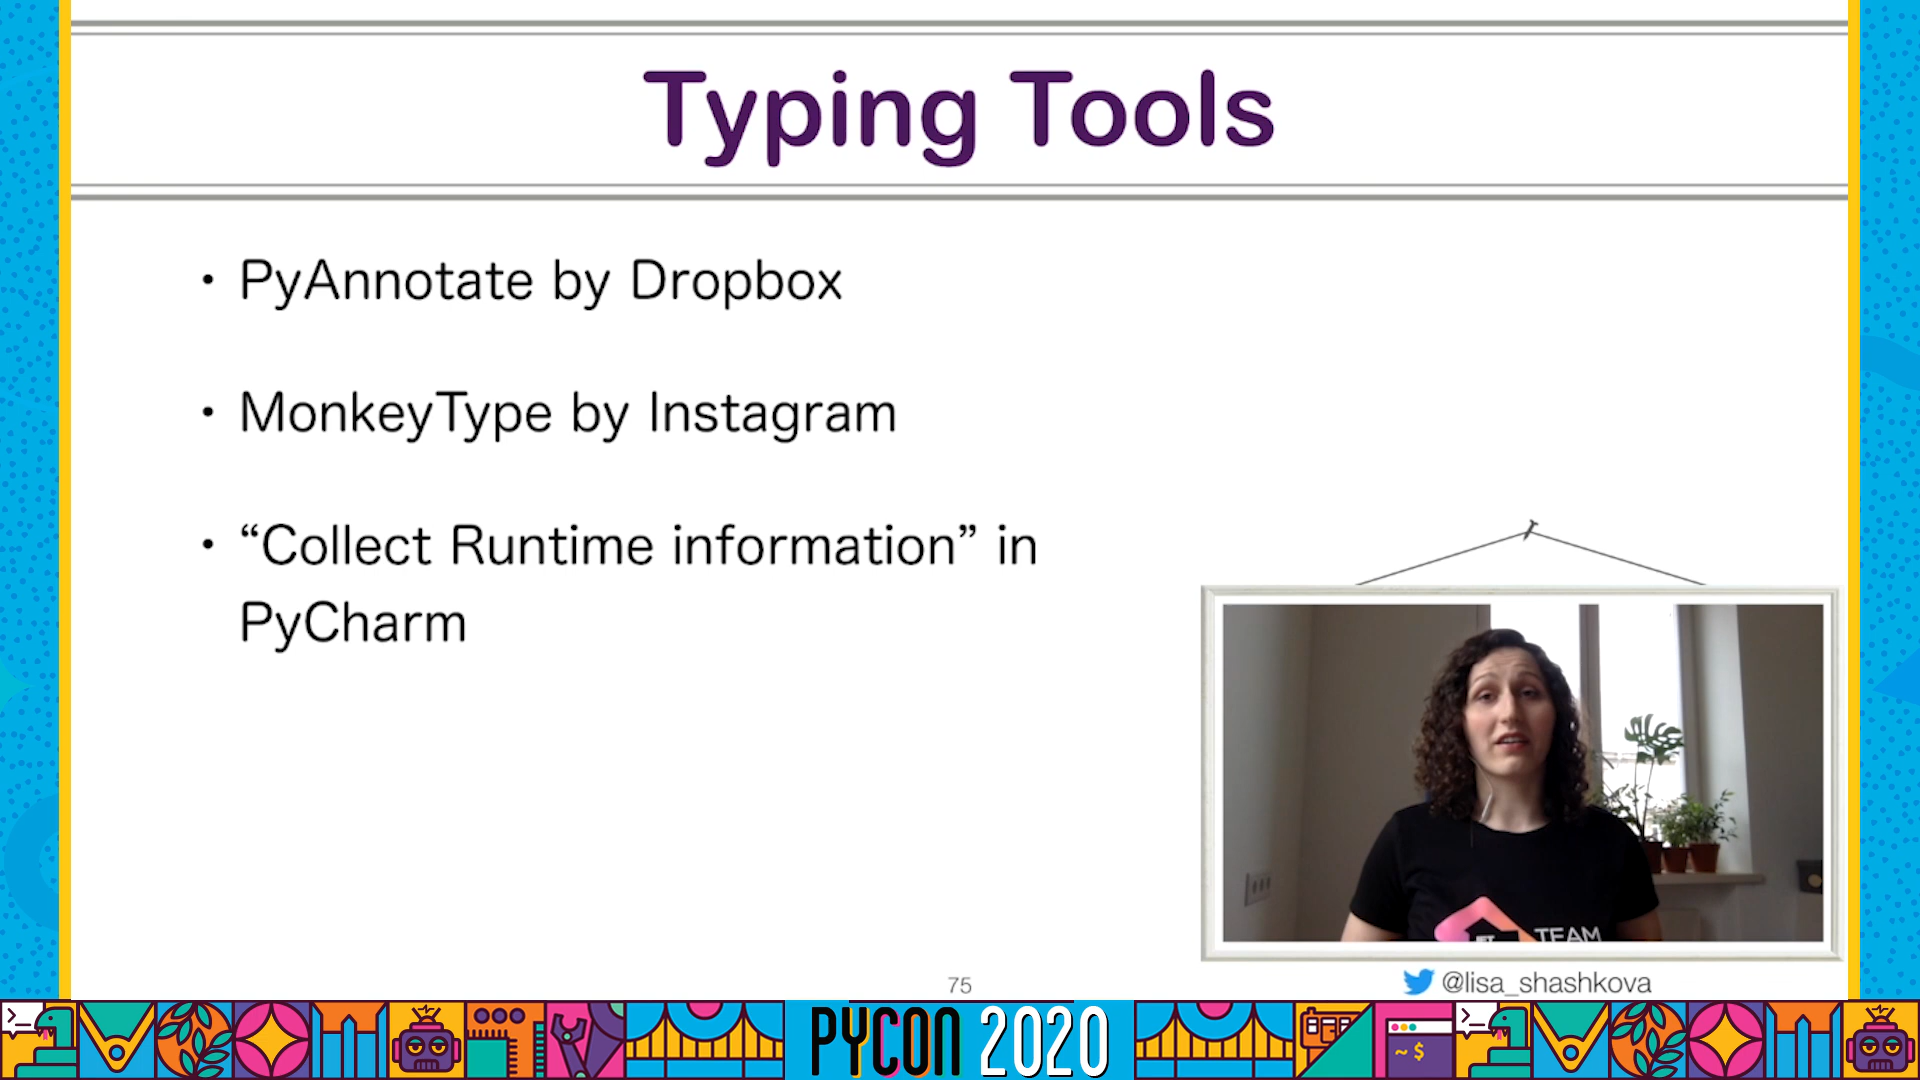 Typing Tools
• PyAnnotate by Dropbox
• MonkeyType by Instagram
• “Collect Runtime information” in
PyCharm
TEAM
75
@lisa_shashkova
PYCON 2020
~ $